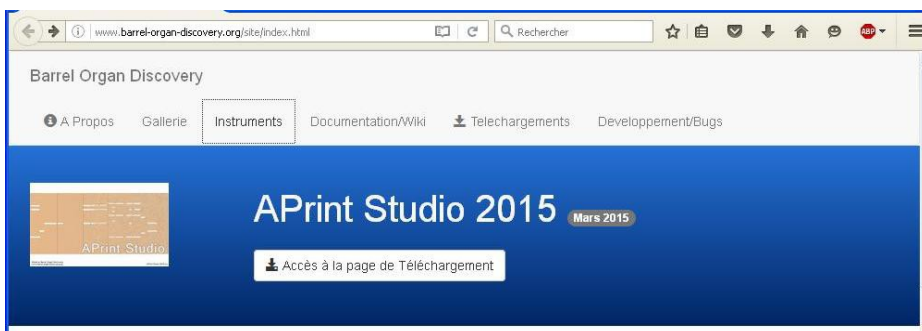 www.barrel-organ-discovery.org/site/index.html
Rechercher
ABP
Barrel Organ Discovery
A Propos Gallerie Instruments Documentation/Wiki Telechargements Developpement/Bugs
APrint Studio 2015 Mars 2015
APrint Studio
Accès à la page de Téléchargement